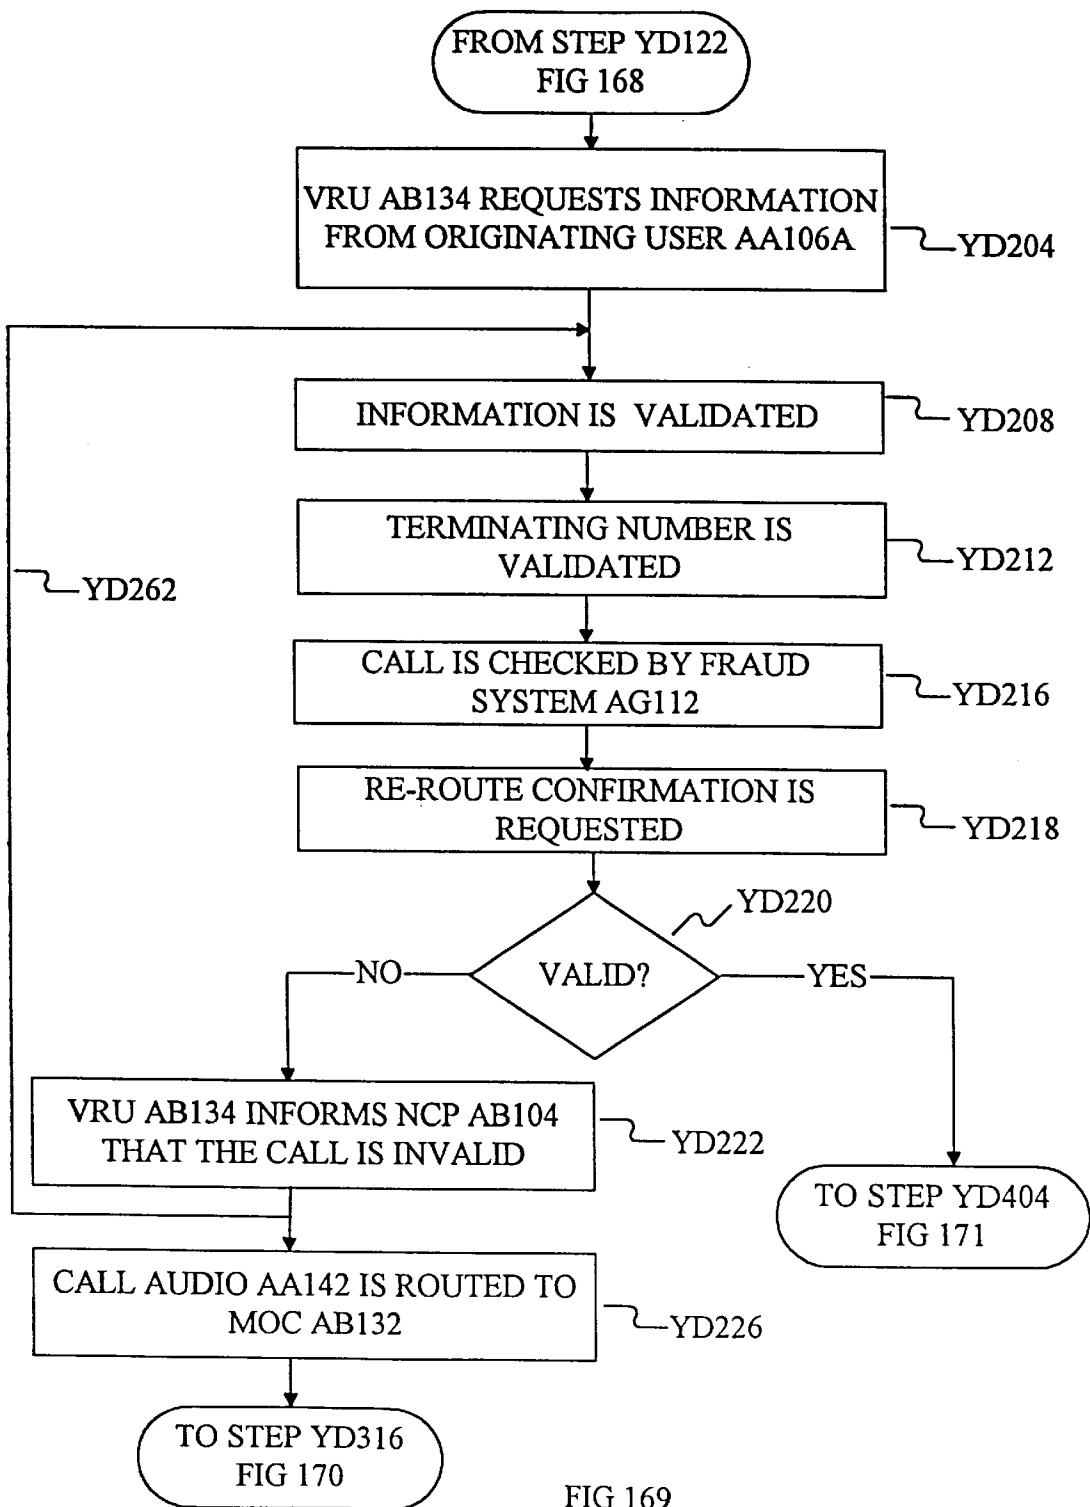 FROM STEP YD122
FIG 168
VRU AB134 REQUESTS INFORMATION
FROM ORIGINATING USER AA106A
YD204
INFORMATION IS VALIDATED
YD208
TERMINATING NUMBER IS
VALIDATED
YD212
YD262
CALL IS CHECKED BY FRAUD
SYSTEM AG112
YD216
RE-ROUTE CONFIRMATION IS
REQUESTED
YD218
YD220
NO
VALID?
YES
VRU AB134 INFORMS NCP AB104
THAT THE CALL IS INVALID
YD222
TO STEP YD404
FIG 171
CALL AUDIO AA142 IS ROUTED TO
MOC AB132
YD226
TO STEP YD316
FIG 170
FIG 169